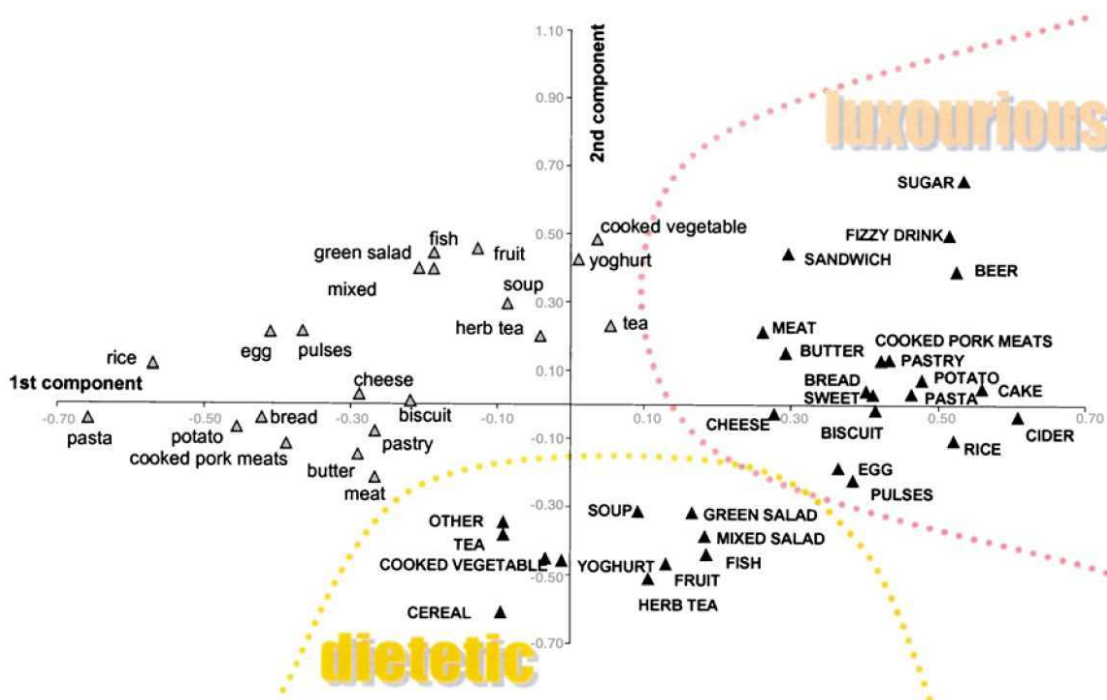 1.10
2nd component
0.90
luxourious
0.70
SUGAR
0.50
cooked vegetable
FIZZY DRINK
fish
green salad
fruit
yoghurt
SANDWICH
BEER
mixed
soup
0.30
herb tea
tea
MEAT
COOKED PORK MEATS
egg
pulses
BUTTER
PASTRY
rice
0.10
1st component
cheese
BREAD
POTATO
CAKE
SWEET
PASTA
-0.70
-0.50
-0.30
-0.10
0.10
0.30
0.50
0.70
pasta
potato
bread
biscuit
CHEESE
BISCUIT
CIDER
cooked pork meats
pastry
-0.10
RICE
butter
meat
EGG
PULSES
-0.30
SOUP
GREEN SALAD
OTHER
MIXED SALAD
TEA
COOKED VEGETABLE
YOGHURT
FISH
-0.50
FRUIT
HERB TEA
CEREAL
-0.70
dietetic